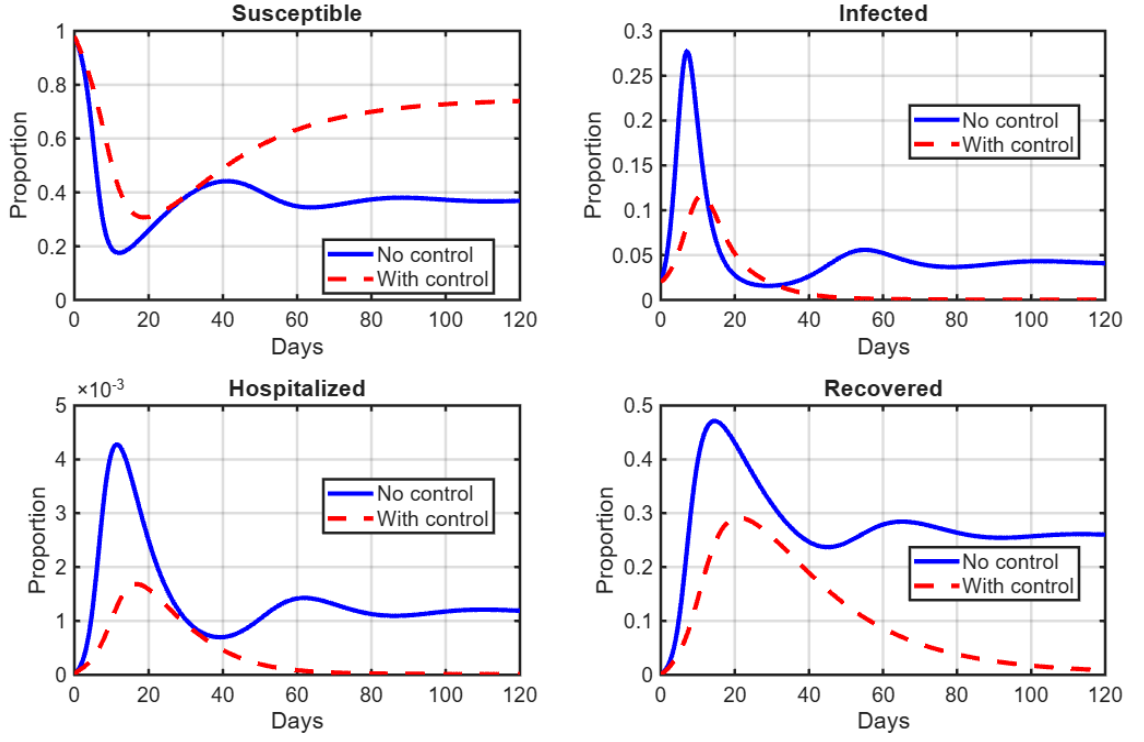 Susceptible
1
0.8
0.6
0.4
0.2
0
Proportion
No control
With control
0 20 40 60 80 100 120
Days
Infected
0.3
0.25
0.2
0.15
0.1
0.05
0
Proportion
No control
With control
0 20 40 60 80 100 120
Days
Hospitalized
×10-3
5
4
3
2
1
0
Proportion
No control
With control
0 20 40 60 80 100 120
Days
Recovered
0.5
0.4
0.3
0.2
0.1
0
Proportion
No control
With control
0 20 40 60 80 100 120
Days